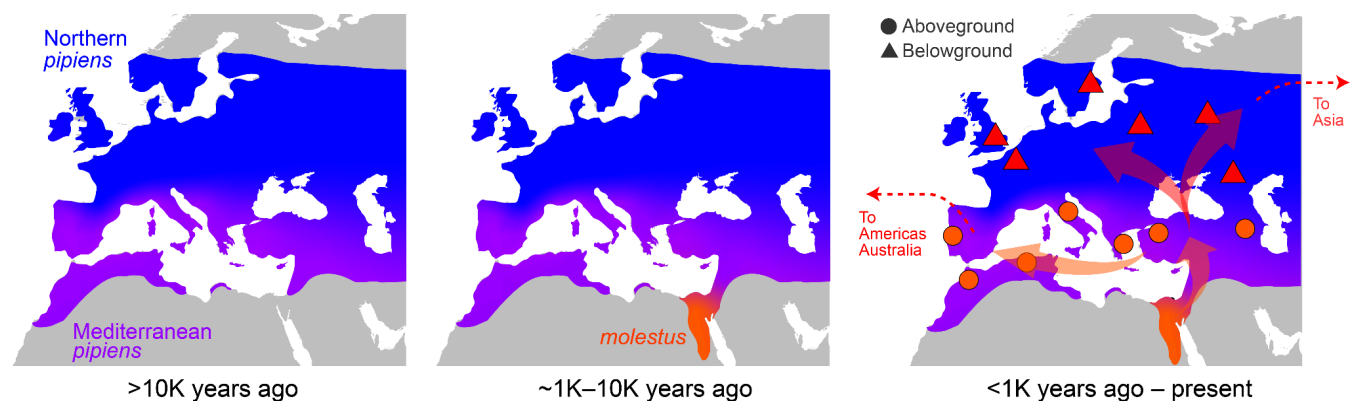 Northern
pipiens
Mediterranean
pipiens
>10K years ago
molestus
~1K–10K years ago
Aboveground
Belowground
To
Asia
To
Americas
Australia
<1K years ago – present